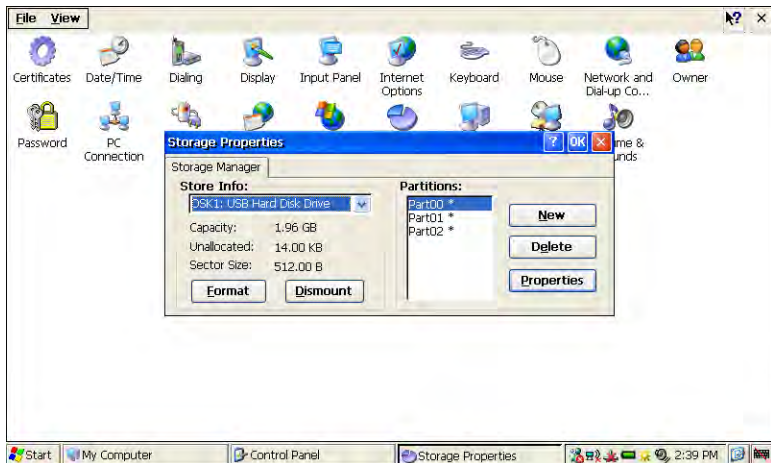 File View
Certificates Date/Time Dialing Display Input Panel Internet Options Keyboard Mouse Network and Dial-up Co... Owner
Password PC Connection
Storage Properties ? OK ×
Storage Manager
Store Info:
DSK1: USB Hard Disk Drive
Capacity: 1.96 GB
Unallocated: 14.00 KB
Sector Size: 512.00 B
Format Dismount
Partitions:
Part00 *
Part01 *
Part02 *
New
Delete
Properties
Start My Computer Control Panel Storage Properties 2:39 PM